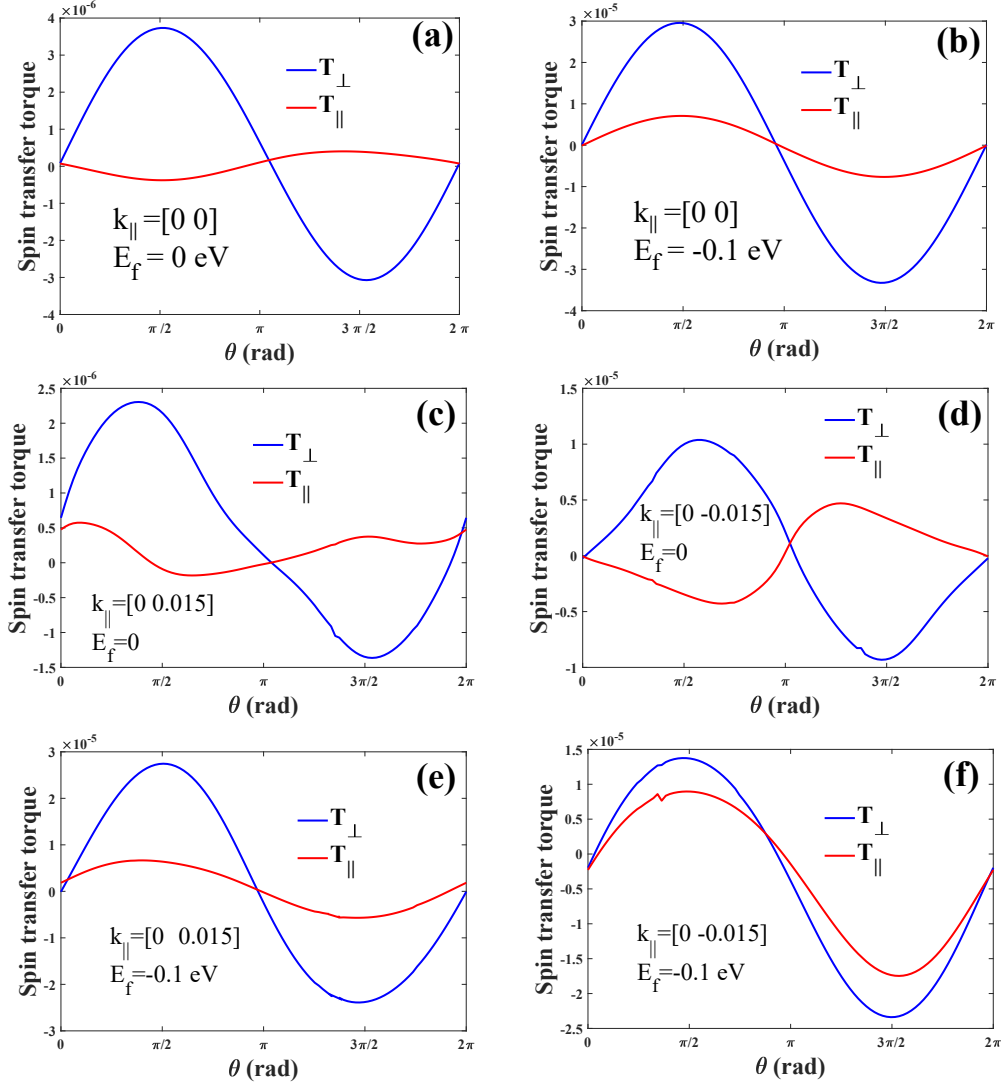 ×10⁻⁶
(a)
4
3
2
1
0
-1
-2
-3
-4
Spin transfer torque
T⊥
T||
k||=[0 0]
E_f = 0 eV
0 π/2 π 3π/2 2π
θ (rad)
×10⁻⁵
(b)
3
2
1
0
-1
-2
-3
-4
Spin transfer torque
T⊥
T||
k||=[0 0]
E_f = -0.1 eV
0 π/2 π 3π/2 2π
θ (rad)
×10⁻⁶
(c)
2.5
2
1.5
1
0.5
0
-0.5
-1
-1.5
Spin transfer torque
T⊥
T||
k||=[0 0.015]
E_f=0
0 π/2 π 3π/2 2π
θ (rad)
×10⁻⁵
(d)
1.5
1
0.5
0
-0.5
-1
Spin transfer torque
T⊥
T||
k||=[0 -0.015]
E_f=0
0 π/2 π 3π/2 2π
θ (rad)
×10⁻⁵
(e)
3
2
1
0
-1
-2
-3
Spin transfer torque
T⊥
T||
k||=[0 0.015]
E_f=-0.1 eV
0 π/2 π 3π/2 2π
θ (rad)
×10⁻⁵
(f)
1.5
1
0.5
0
-0.5
-1
-1.5
-2
-2.5
Spin transfer torque
T⊥
T||
k||=[0 -0.015]
E_f=-0.1 eV
0 π/2 π 3π/2 2π
θ (rad)